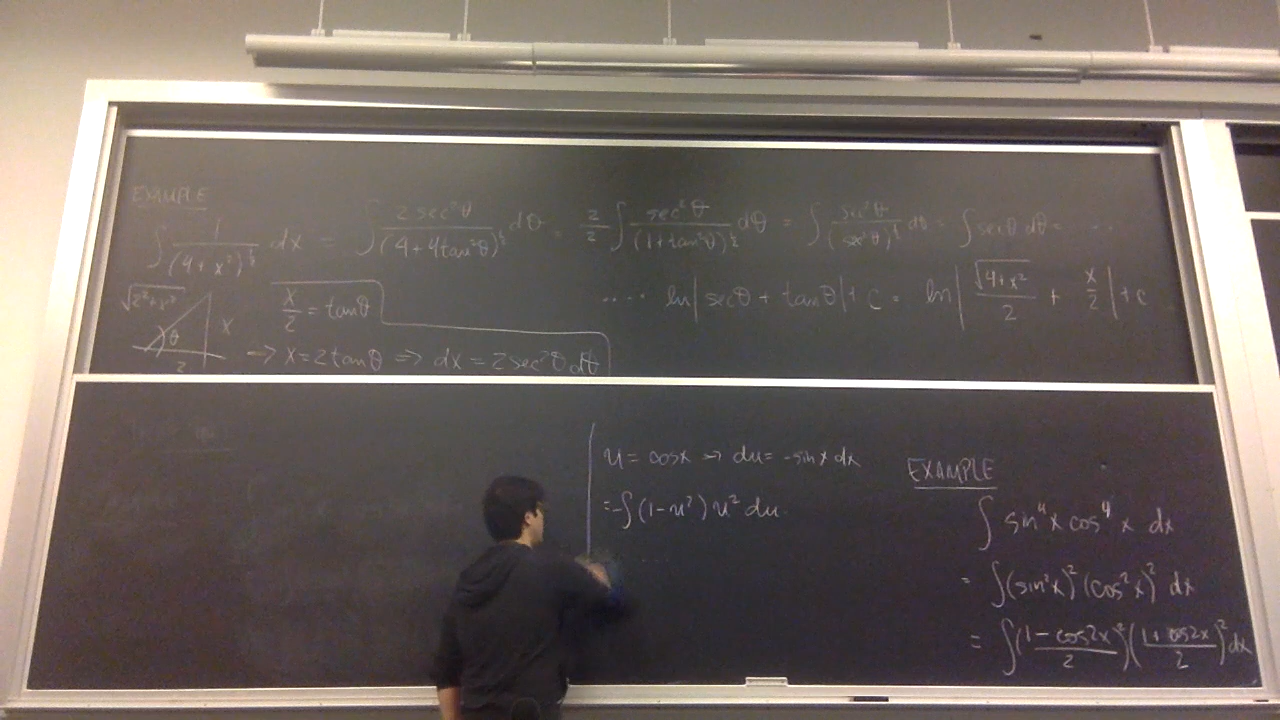 EXAMPLE
∫ 1/(4+x²)^½ dx = ∫ 2sec²θ/(4+4tan²θ)^½ dθ = 2/2 ∫ sec²θ/(1+tan²θ)^½ dθ = ∫ sec²θ/(sec²θ)^½ dθ = ∫ secθ dθ = ...
.... ln|secθ + tanθ| + C = ln|√(4+x²)/2 + x/2| + C
√(2²+x²)
x/2 = tanθ
x
θ
2
→ x = 2tanθ ⇒ dx = 2sec²θ dθ
u = cosx → du = -sinx dx
= -∫(1-u²)u² du
...
EXAMPLE
∫ sin⁴x cos⁴x dx
= ∫(sin²x)²(cos²x)² dx
= ∫((1-cos2x)/2)²((1+cos2x)/2)² dx